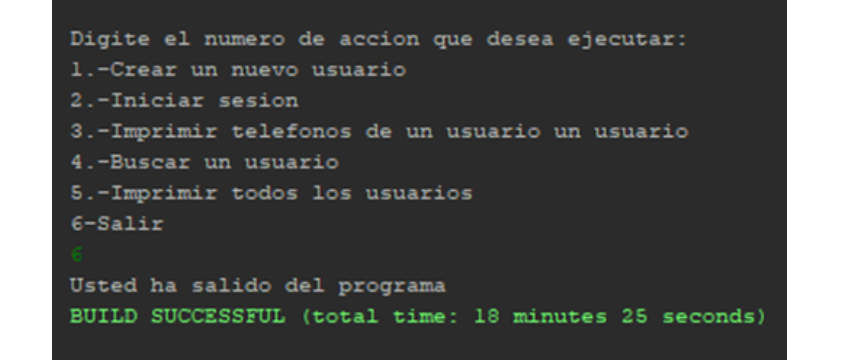 Digite el numero de accion que desea ejecutar:
1.-Crear un nuevo usuario
2.-Iniciar sesion
3.-Imprimir telefonos de un usuario un usuario
4.-Buscar un usuario
5.-Imprimir todos los usuarios
6-Salir
6
Usted ha salido del programa
BUILD SUCCESSFUL (total time: 18 minutes 25 seconds)